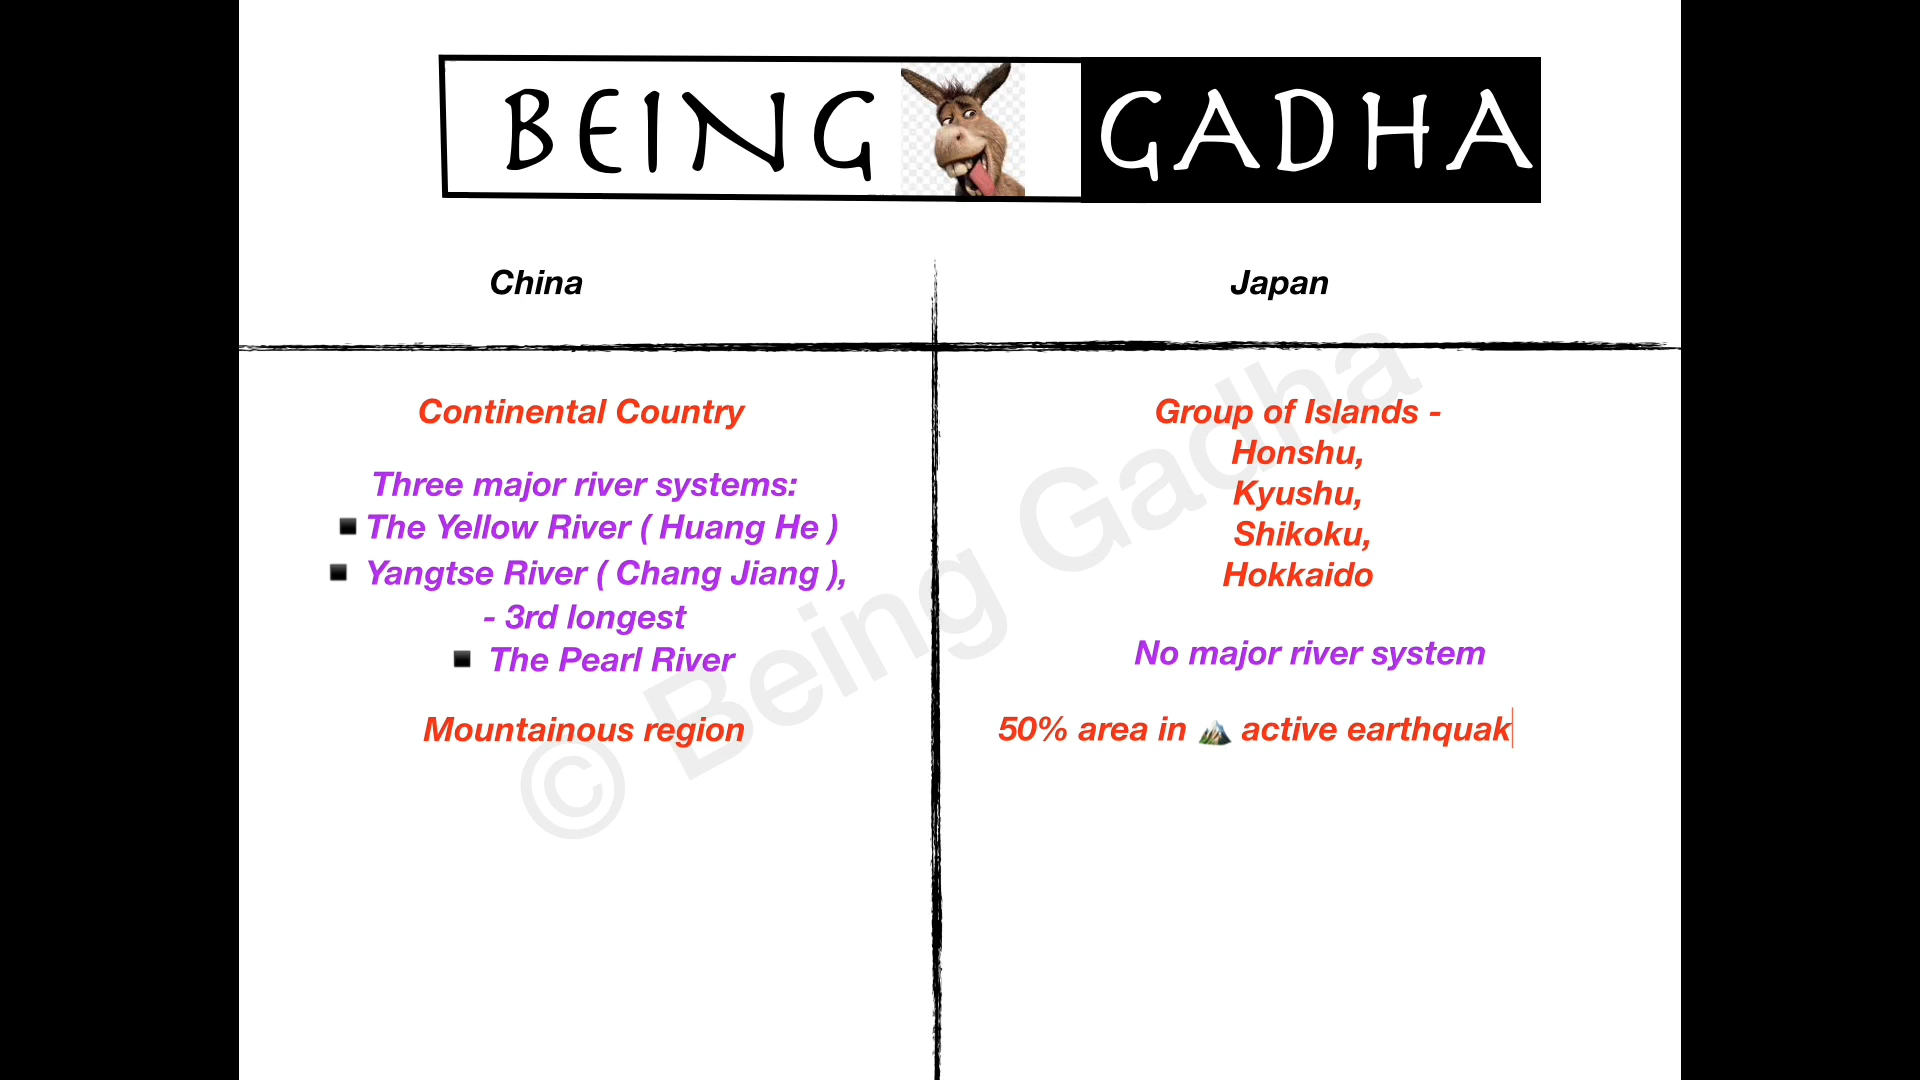 BEING GADHA
China
Japan
Continental Country
Three major river systems:
▪ The Yellow River ( Huang He )
▪ Yangtse River ( Chang Jiang ),
- 3rd longest
▪ The Pearl River
Mountainous region
Group of Islands -
Honshu,
Kyushu,
Shikoku,
Hokkaido
No major river system
50% area in 🏔️ active earthquak
© Being Gadha